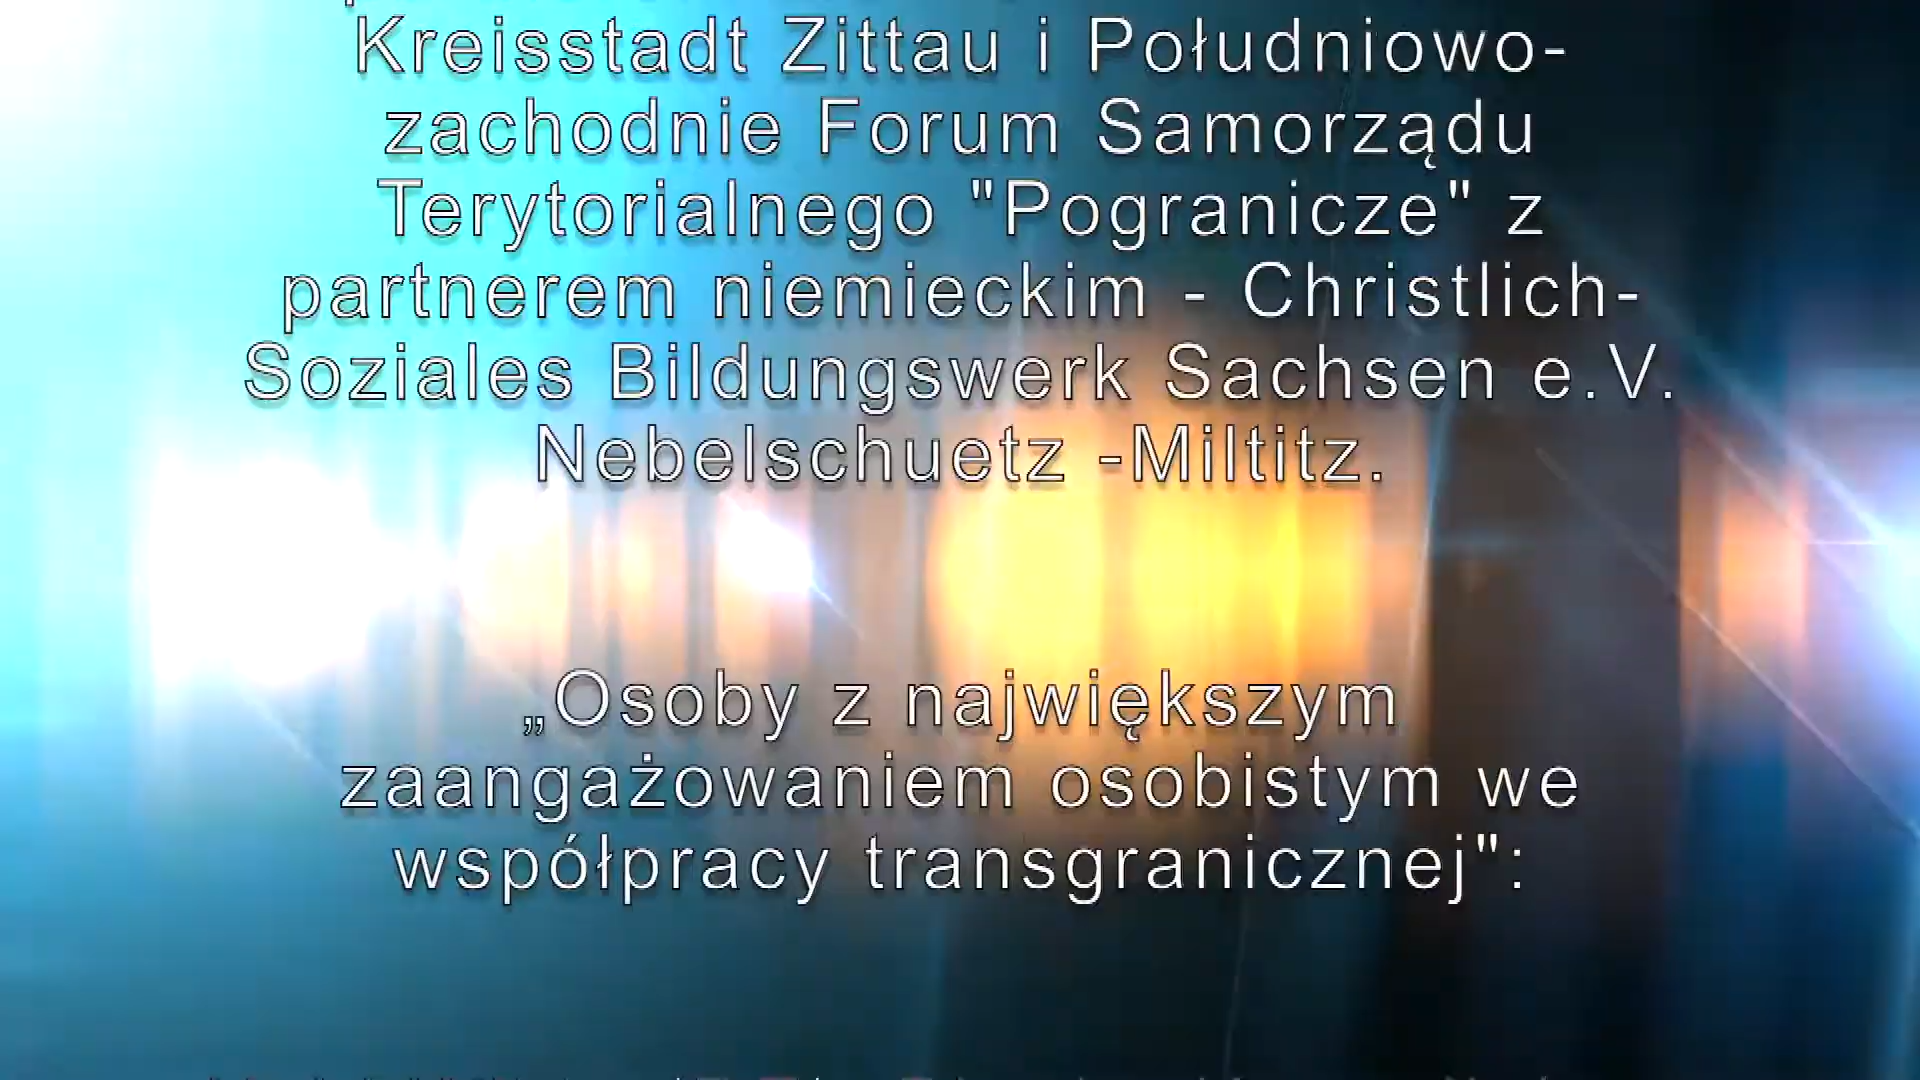 Kreisstadt Zittau i Południowo-
zachodnie Forum Samorządu
Terytorialnego "Pogranicze" z
partnerem niemieckim - Christlich-
Soziales Bildungswerk Sachsen e.V.
Nebelschuetz -Miltitz.
„Osoby z największym
zaangażowaniem osobistym we
współpracy transgranicznej":